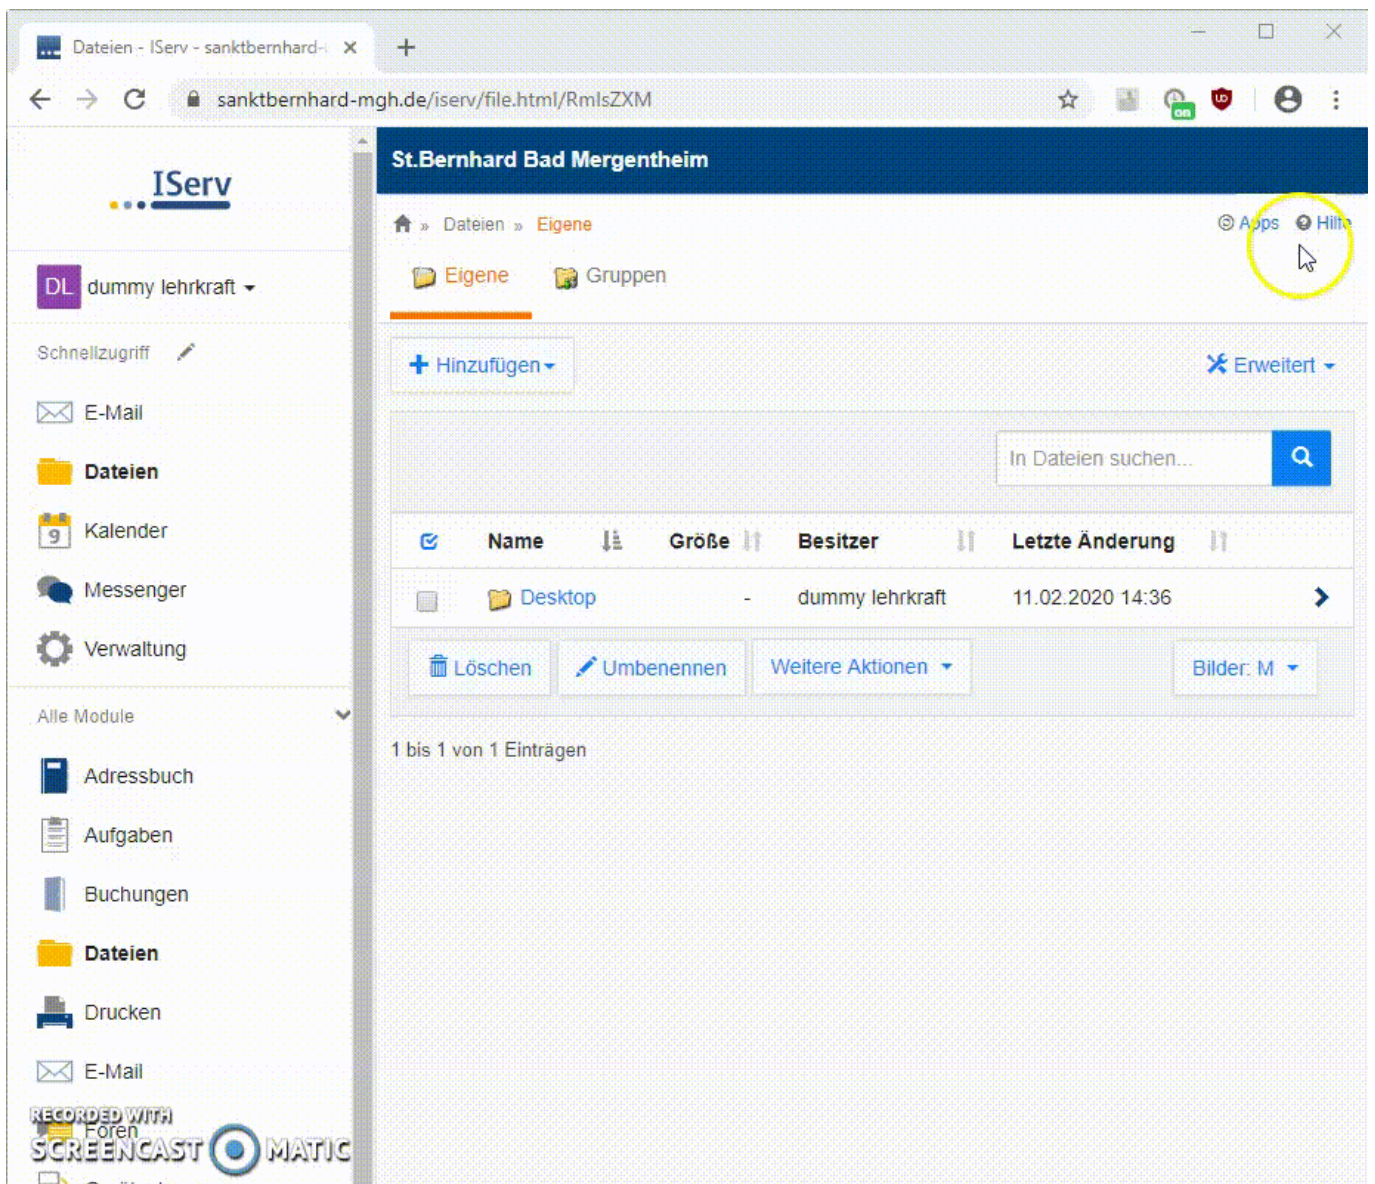 Dateien - IServ - sanktbernhard-
sanktbernhard-mgh.de/iserv/file.html/RmlsZXM
on
UD
IServ
St.Bernhard Bad Mergentheim
» Dateien » Eigene
Apps Hilfe
Eigene Gruppen
DL dummy lehrkraft
Schnellzugriff
Hinzufügen
Erweitert
E-Mail
In Dateien suchen...
Dateien
9
Kalender
Name Größe Besitzer Letzte Änderung
Messenger
Desktop - dummy lehrkraft 11.02.2020 14:36
Verwaltung
Löschen Umbenennen Weitere Aktionen Bilder: M
Alle Module
1 bis 1 von 1 Einträgen
Adressbuch
Aufgaben
Buchungen
Dateien
Drucken
E-Mail
RECORDED WITH
Foren
SCREENCAST MATIC